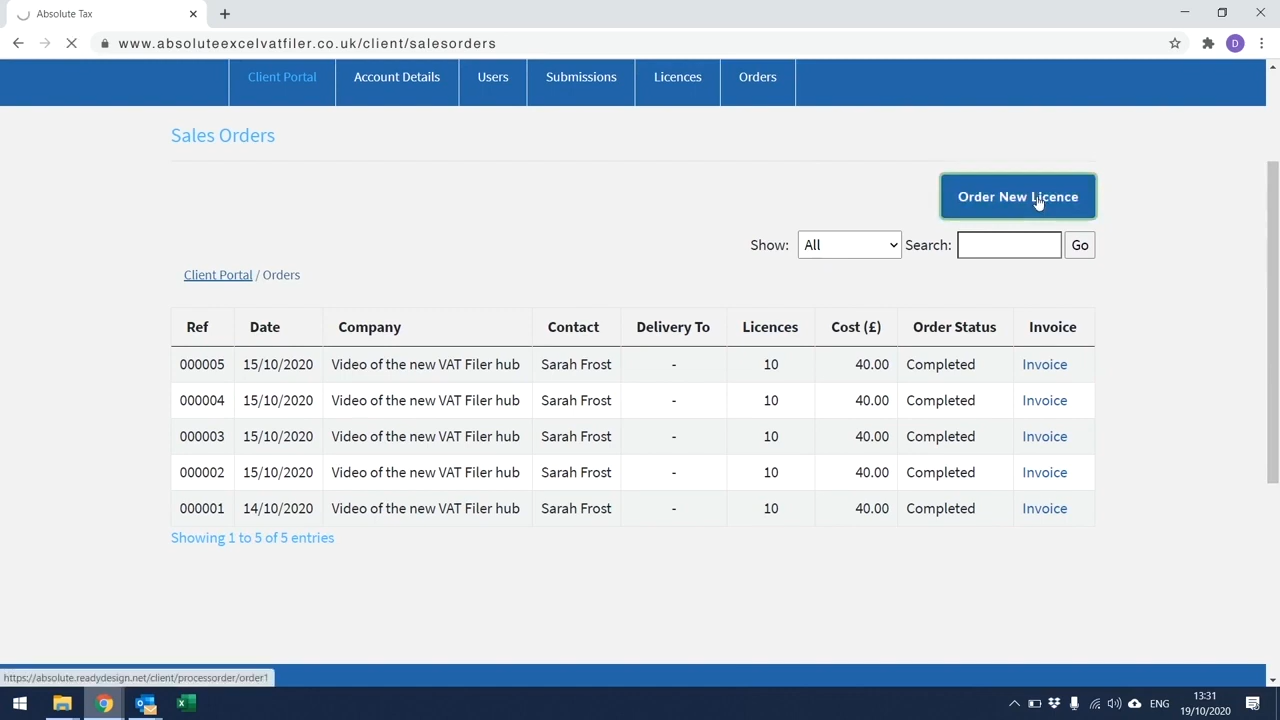 Absolute Tax
www.absoluteexcelvatfiler.co.uk/client/salesorders
D
Client Portal Account Details Users Submissions Licences Orders
Sales Orders
Order New Licence
Show: All Search: Go
Client Portal / Orders
Ref Date Company Contact Delivery To Licences Cost (£) Order Status Invoice
000005 15/10/2020 Video of the new VAT Filer hub Sarah Frost - 10 40.00 Completed Invoice
000004 15/10/2020 Video of the new VAT Filer hub Sarah Frost - 10 40.00 Completed Invoice
000003 15/10/2020 Video of the new VAT Filer hub Sarah Frost - 10 40.00 Completed Invoice
000002 15/10/2020 Video of the new VAT Filer hub Sarah Frost - 10 40.00 Completed Invoice
000001 14/10/2020 Video of the new VAT Filer hub Sarah Frost - 10 40.00 Completed Invoice
Showing 1 to 5 of 5 entries
https://absolute.readydesign.net/client/processorder/order1
ENG
13:31
19/10/2020